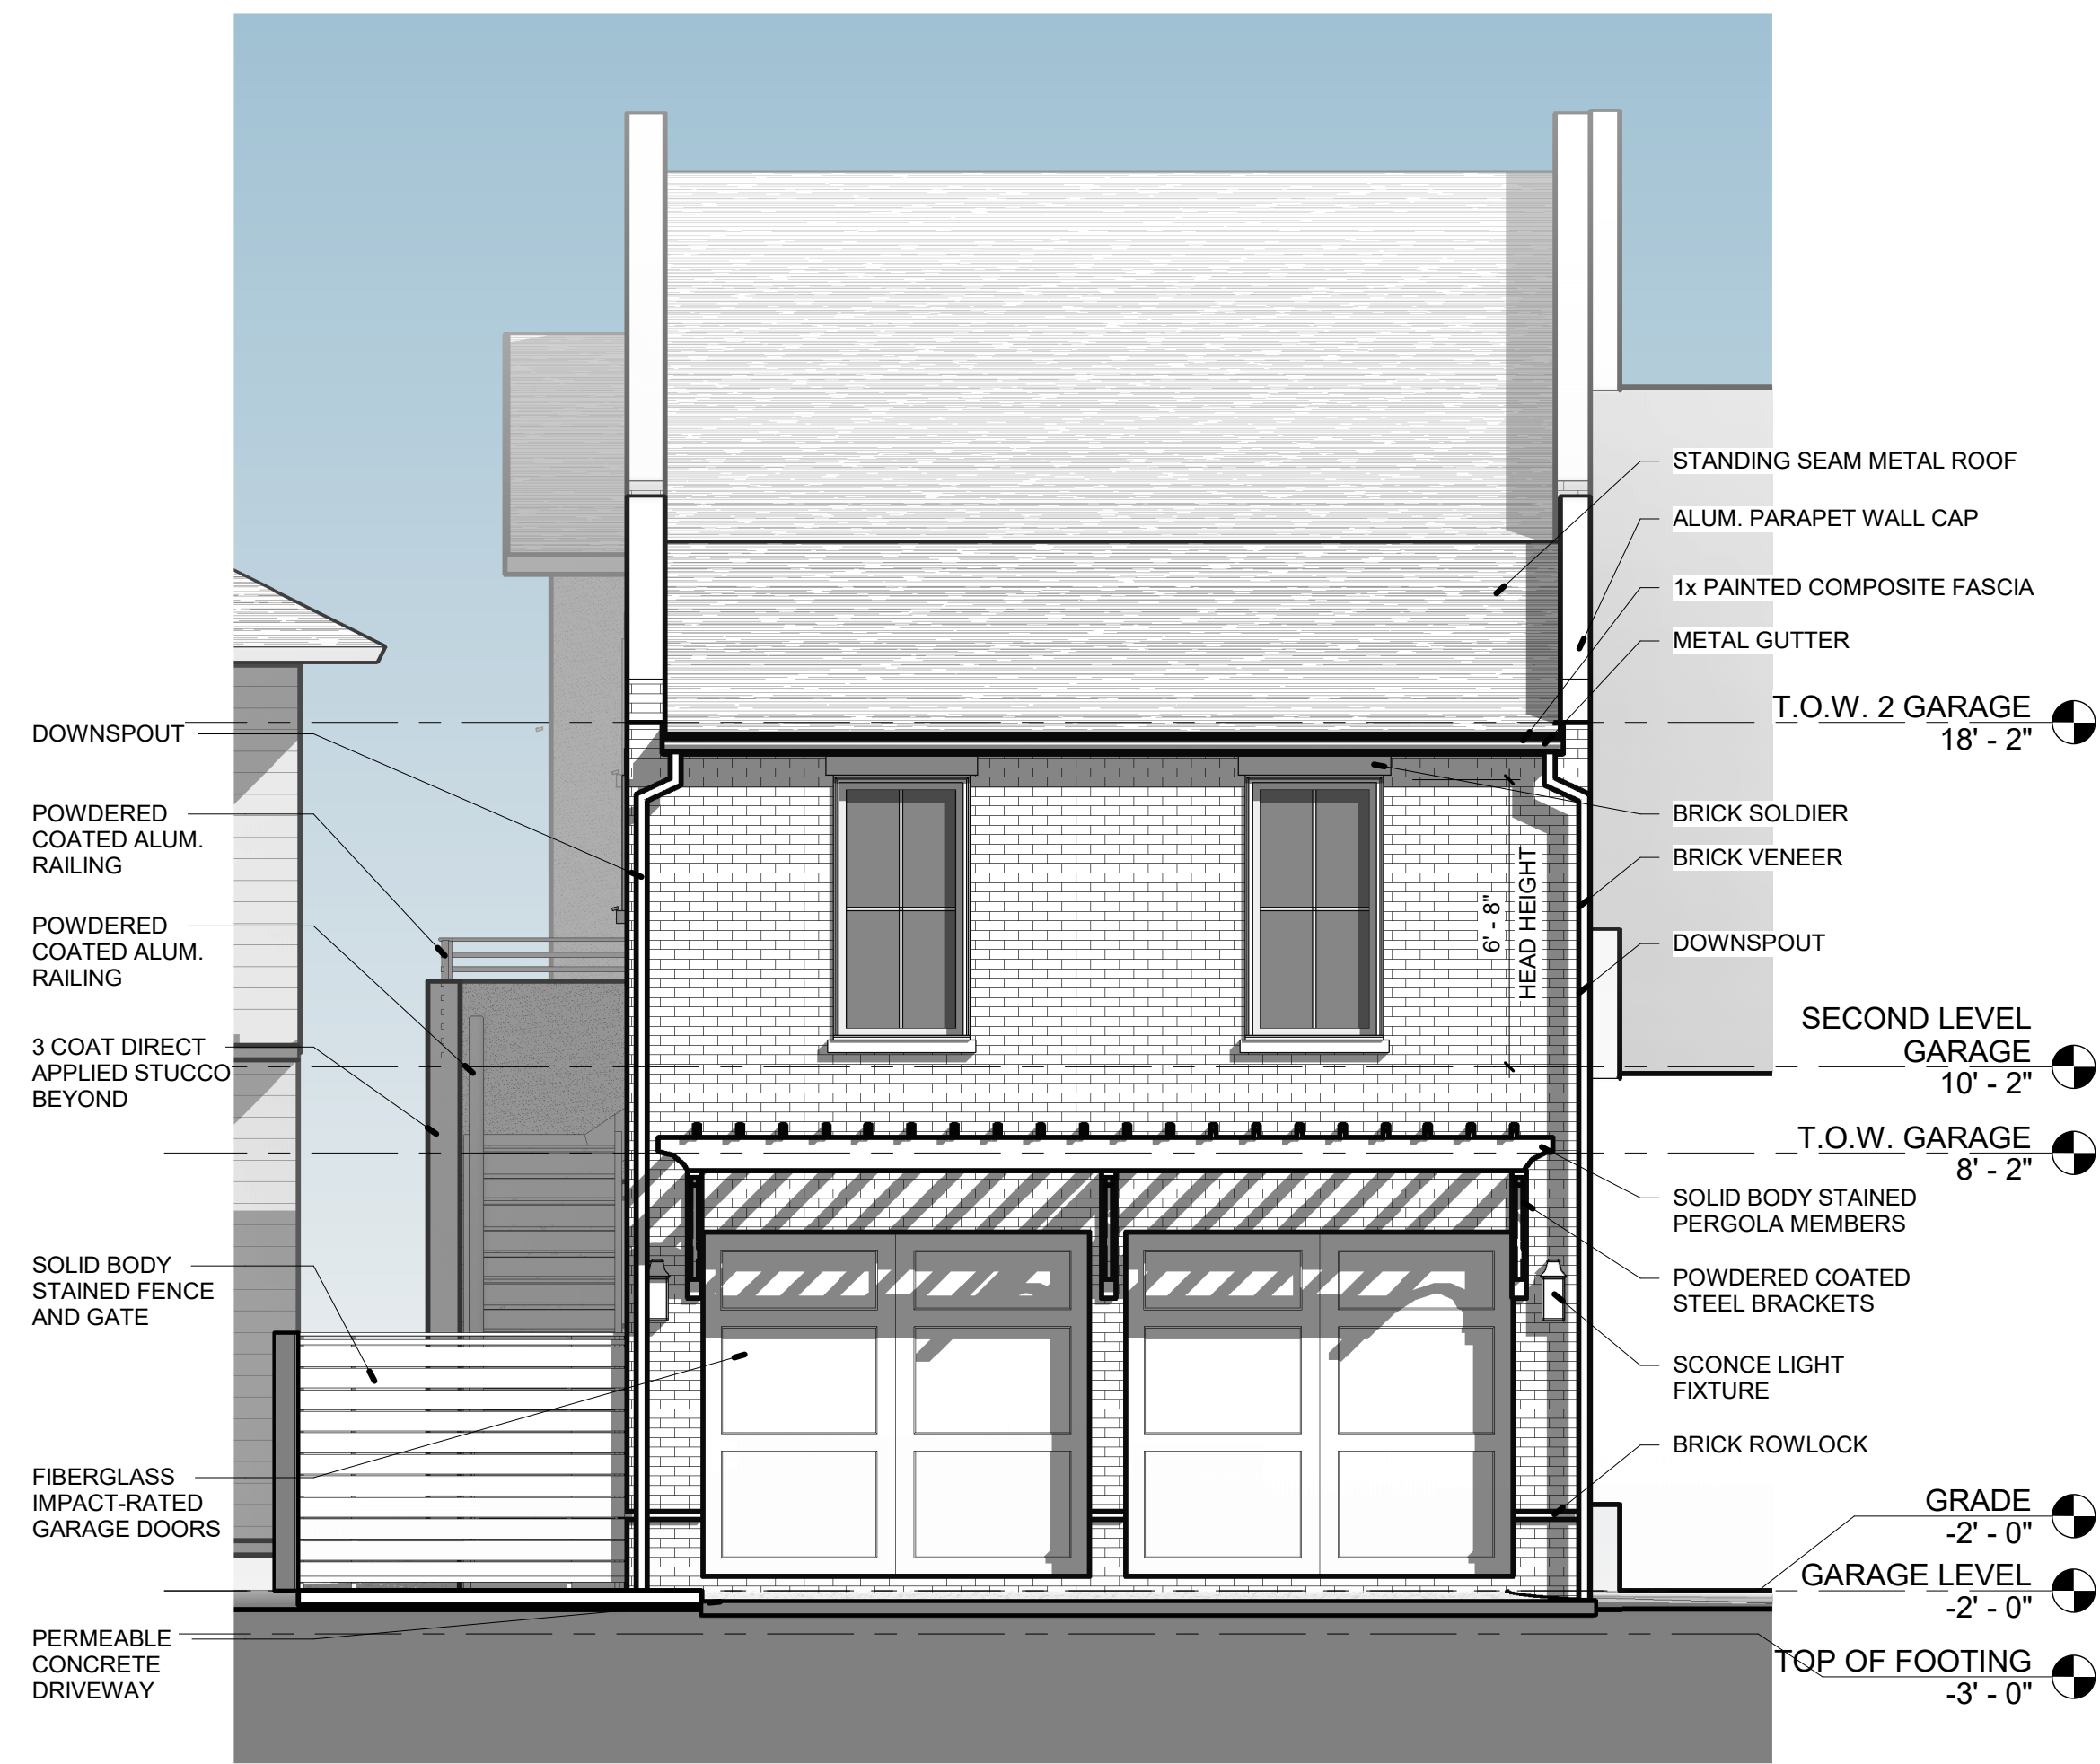 DOWNSPOUT
POWDERED
COATED ALUM.
RAILING
POWDERED
COATED ALUM.
RAILING
3 COAT DIRECT
APPLIED STUCCO
BEYOND
SOLID BODY
STAINED FENCE
AND GATE
FIBERGLASS
IMPACT-RATED
GARAGE DOORS
PERMEABLE
CONCRETE
DRIVEWAY
6' - 8"
HEAD HEIGHT
STANDING SEAM METAL ROOF
ALUM. PARAPET WALL CAP
1x PAINTED COMPOSITE FASCIA
METAL GUTTER
T.O.W. 2 GARAGE
18' - 2"
BRICK SOLDIER
BRICK VENEER
DOWNSPOUT
SECOND LEVEL
GARAGE
10' - 2"
T.O.W. GARAGE
8' - 2"
SOLID BODY STAINED
PERGOLA MEMBERS
POWDERED COATED
STEEL BRACKETS
SCONCE LIGHT
FIXTURE
BRICK ROWLOCK
GRADE
-2' - 0"
GARAGE LEVEL
-2' - 0"
TOP OF FOOTING
-3' - 0"